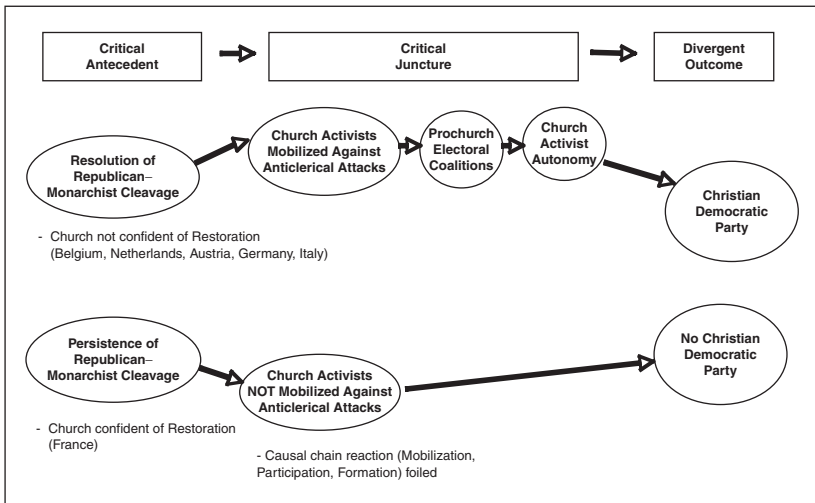 Critical
Antecedent
Critical
Juncture
Divergent
Outcome
Resolution of
Republican–
Monarchist Cleavage
Church Activists
Mobilized Against
Anticlerical Attacks
Prochurch
Electoral
Coalitions
Church
Activist
Autonomy
Christian
Democratic
Party
- Church not confident of Restoration
(Belgium, Netherlands, Austria, Germany, Italy)
Persistence of
Republican–
Monarchist Cleavage
Church Activists
NOT Mobilized Against
Anticlerical Attacks
No Christian
Democratic
Party
- Church confident of Restoration
(France)
- Causal chain reaction (Mobilization,
Participation, Formation) foiled